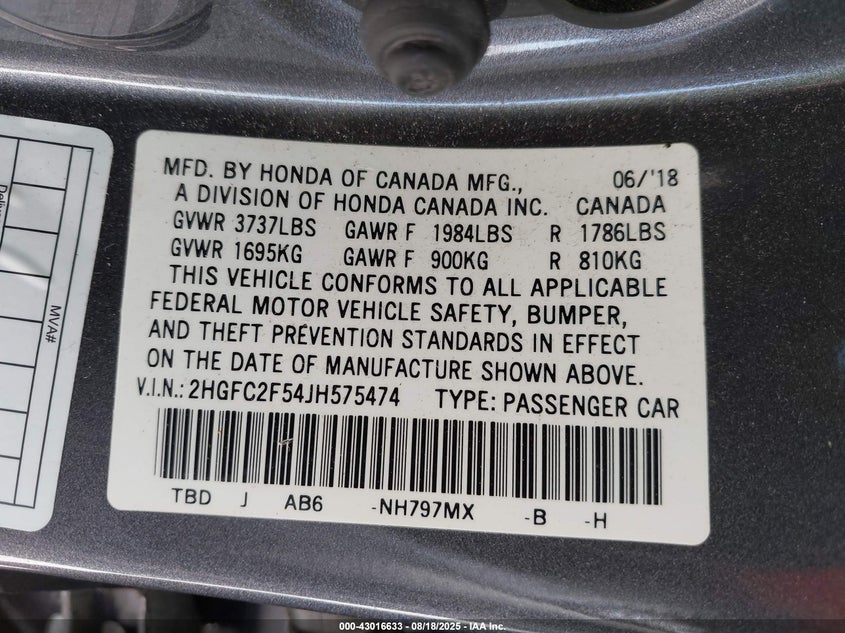 MFD. BY HONDA OF CANADA MFG., 06/'18
A DIVISION OF HONDA CANADA INC. CANADA
GVWR 3737LBS GAWR F 1984LBS R 1786LBS
GVWR 1695KG GAWR F 900KG R 810KG
THIS VEHICLE CONFORMS TO ALL APPLICABLE
FEDERAL MOTOR VEHICLE SAFETY, BUMPER,
AND THEFT PREVENTION STANDARDS IN EFFECT
ON THE DATE OF MANUFACTURE SHOWN ABOVE.
V.I.N.: 2HGFC2F54JH575474 TYPE: PASSENGER CAR
TBD J AB6 -NH797MX -B -H
MVA#
000-43016633 - 08/18/2025 - IAA Inc.